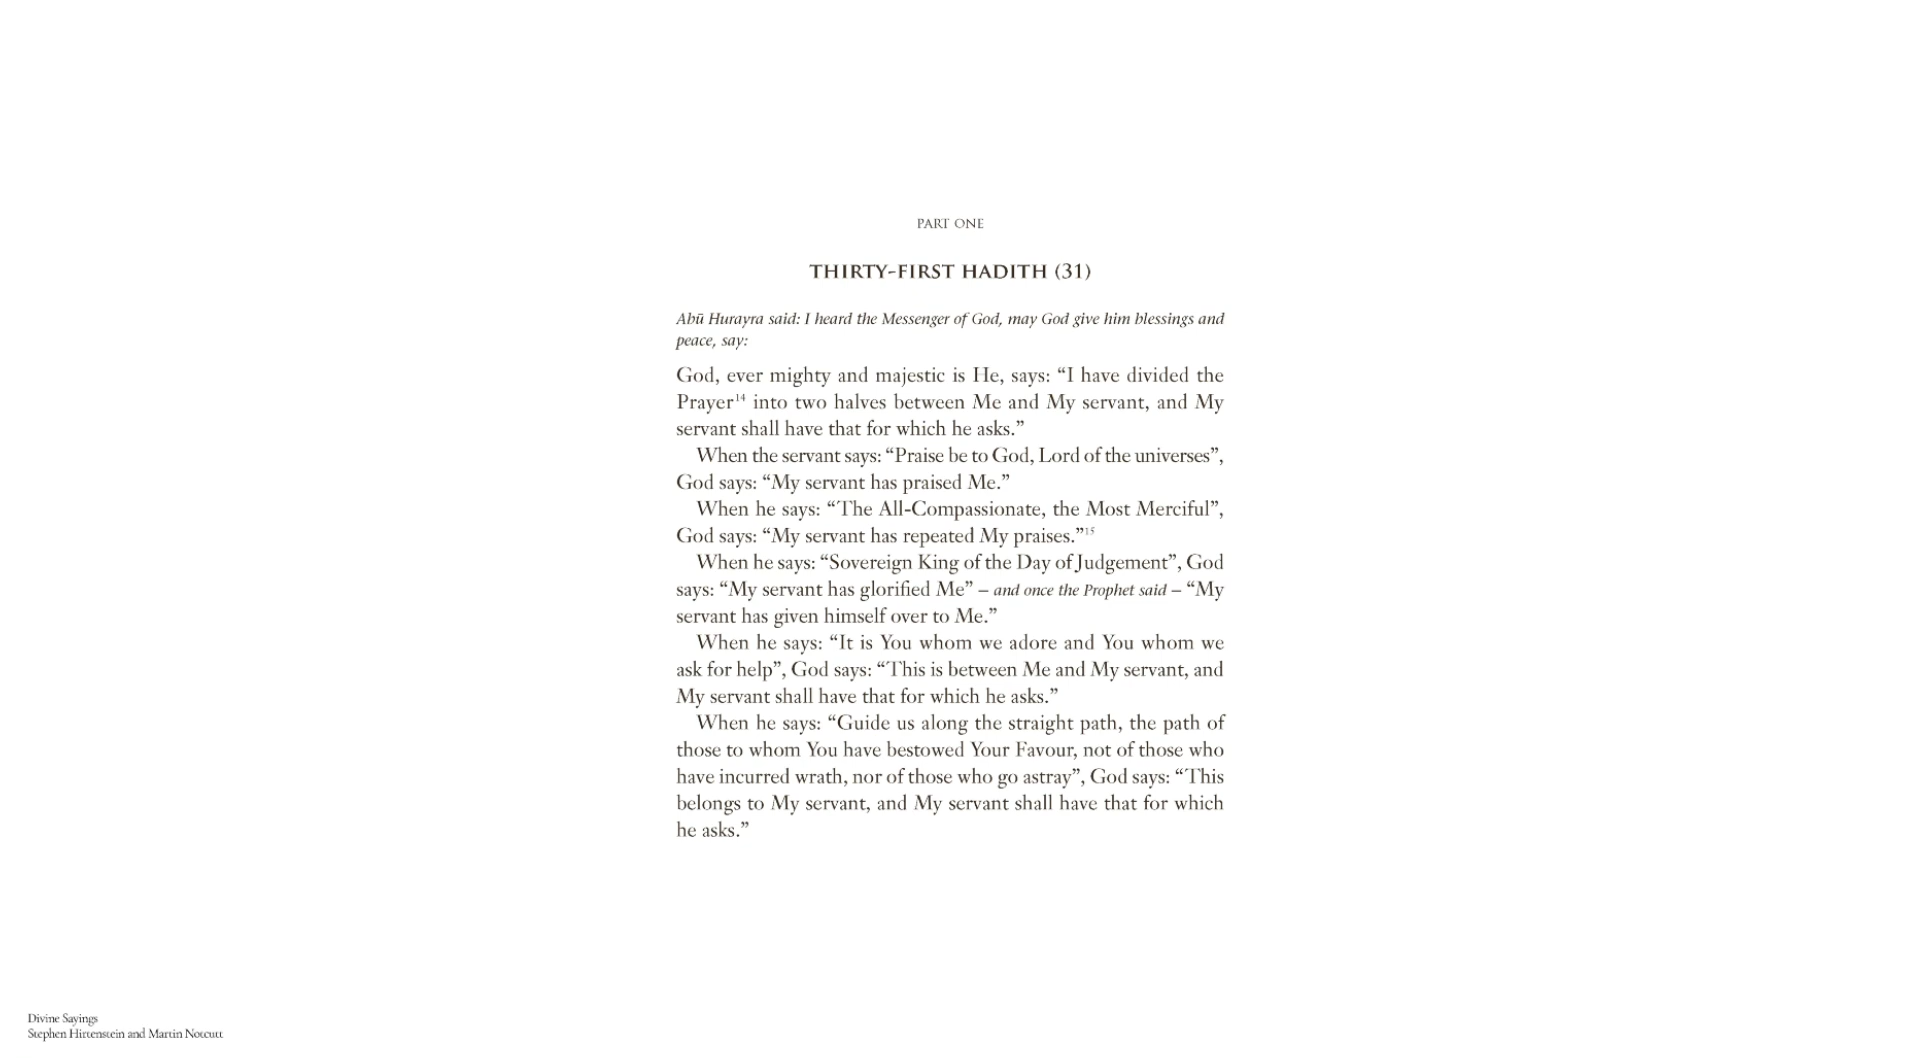 PART ONE
THIRTY-FIRST HADITH (31)
Abū Hurayra said: I heard the Messenger of God, may God give him blessings and
peace, say:
God, ever mighty and majestic is He, says: “I have divided the
Prayer¹⁴ into two halves between Me and My servant, and My
servant shall have that for which he asks.”
When the servant says: “Praise be to God, Lord of the universes”,
God says: “My servant has praised Me.”
When he says: “The All-Compassionate, the Most Merciful”,
God says: “My servant has repeated My praises.”¹⁵
When he says: “Sovereign King of the Day of Judgement”, God
says: “My servant has glorified Me” – and once the Prophet said – “My
servant has given himself over to Me.”
When he says: “It is You whom we adore and You whom we
ask for help”, God says: “This is between Me and My servant, and
My servant shall have that for which he asks.”
When he says: “Guide us along the straight path, the path of
those to whom You have bestowed Your Favour, not of those who
have incurred wrath, nor of those who go astray”, God says: “This
belongs to My servant, and My servant shall have that for which
he asks.”
Divine Sayings
Stephen Hirtenstein and Martin Notcutt